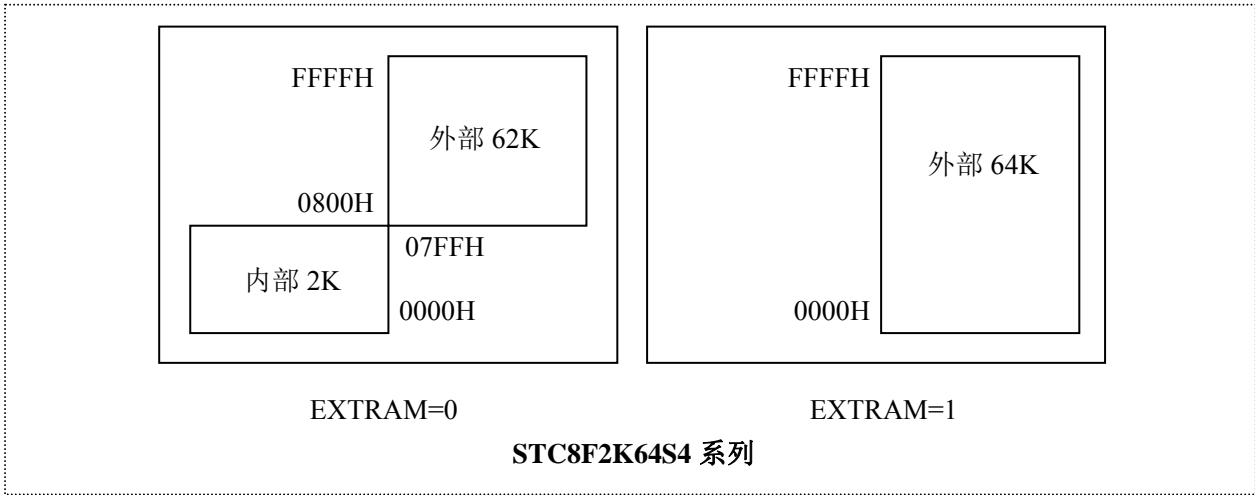 FFFFH
外部 62K
0800H
07FFH
内部 2K
0000H
EXTRAM=0
FFFFH
外部 64K
0000H
EXTRAM=1
STC8F2K64S4 系列